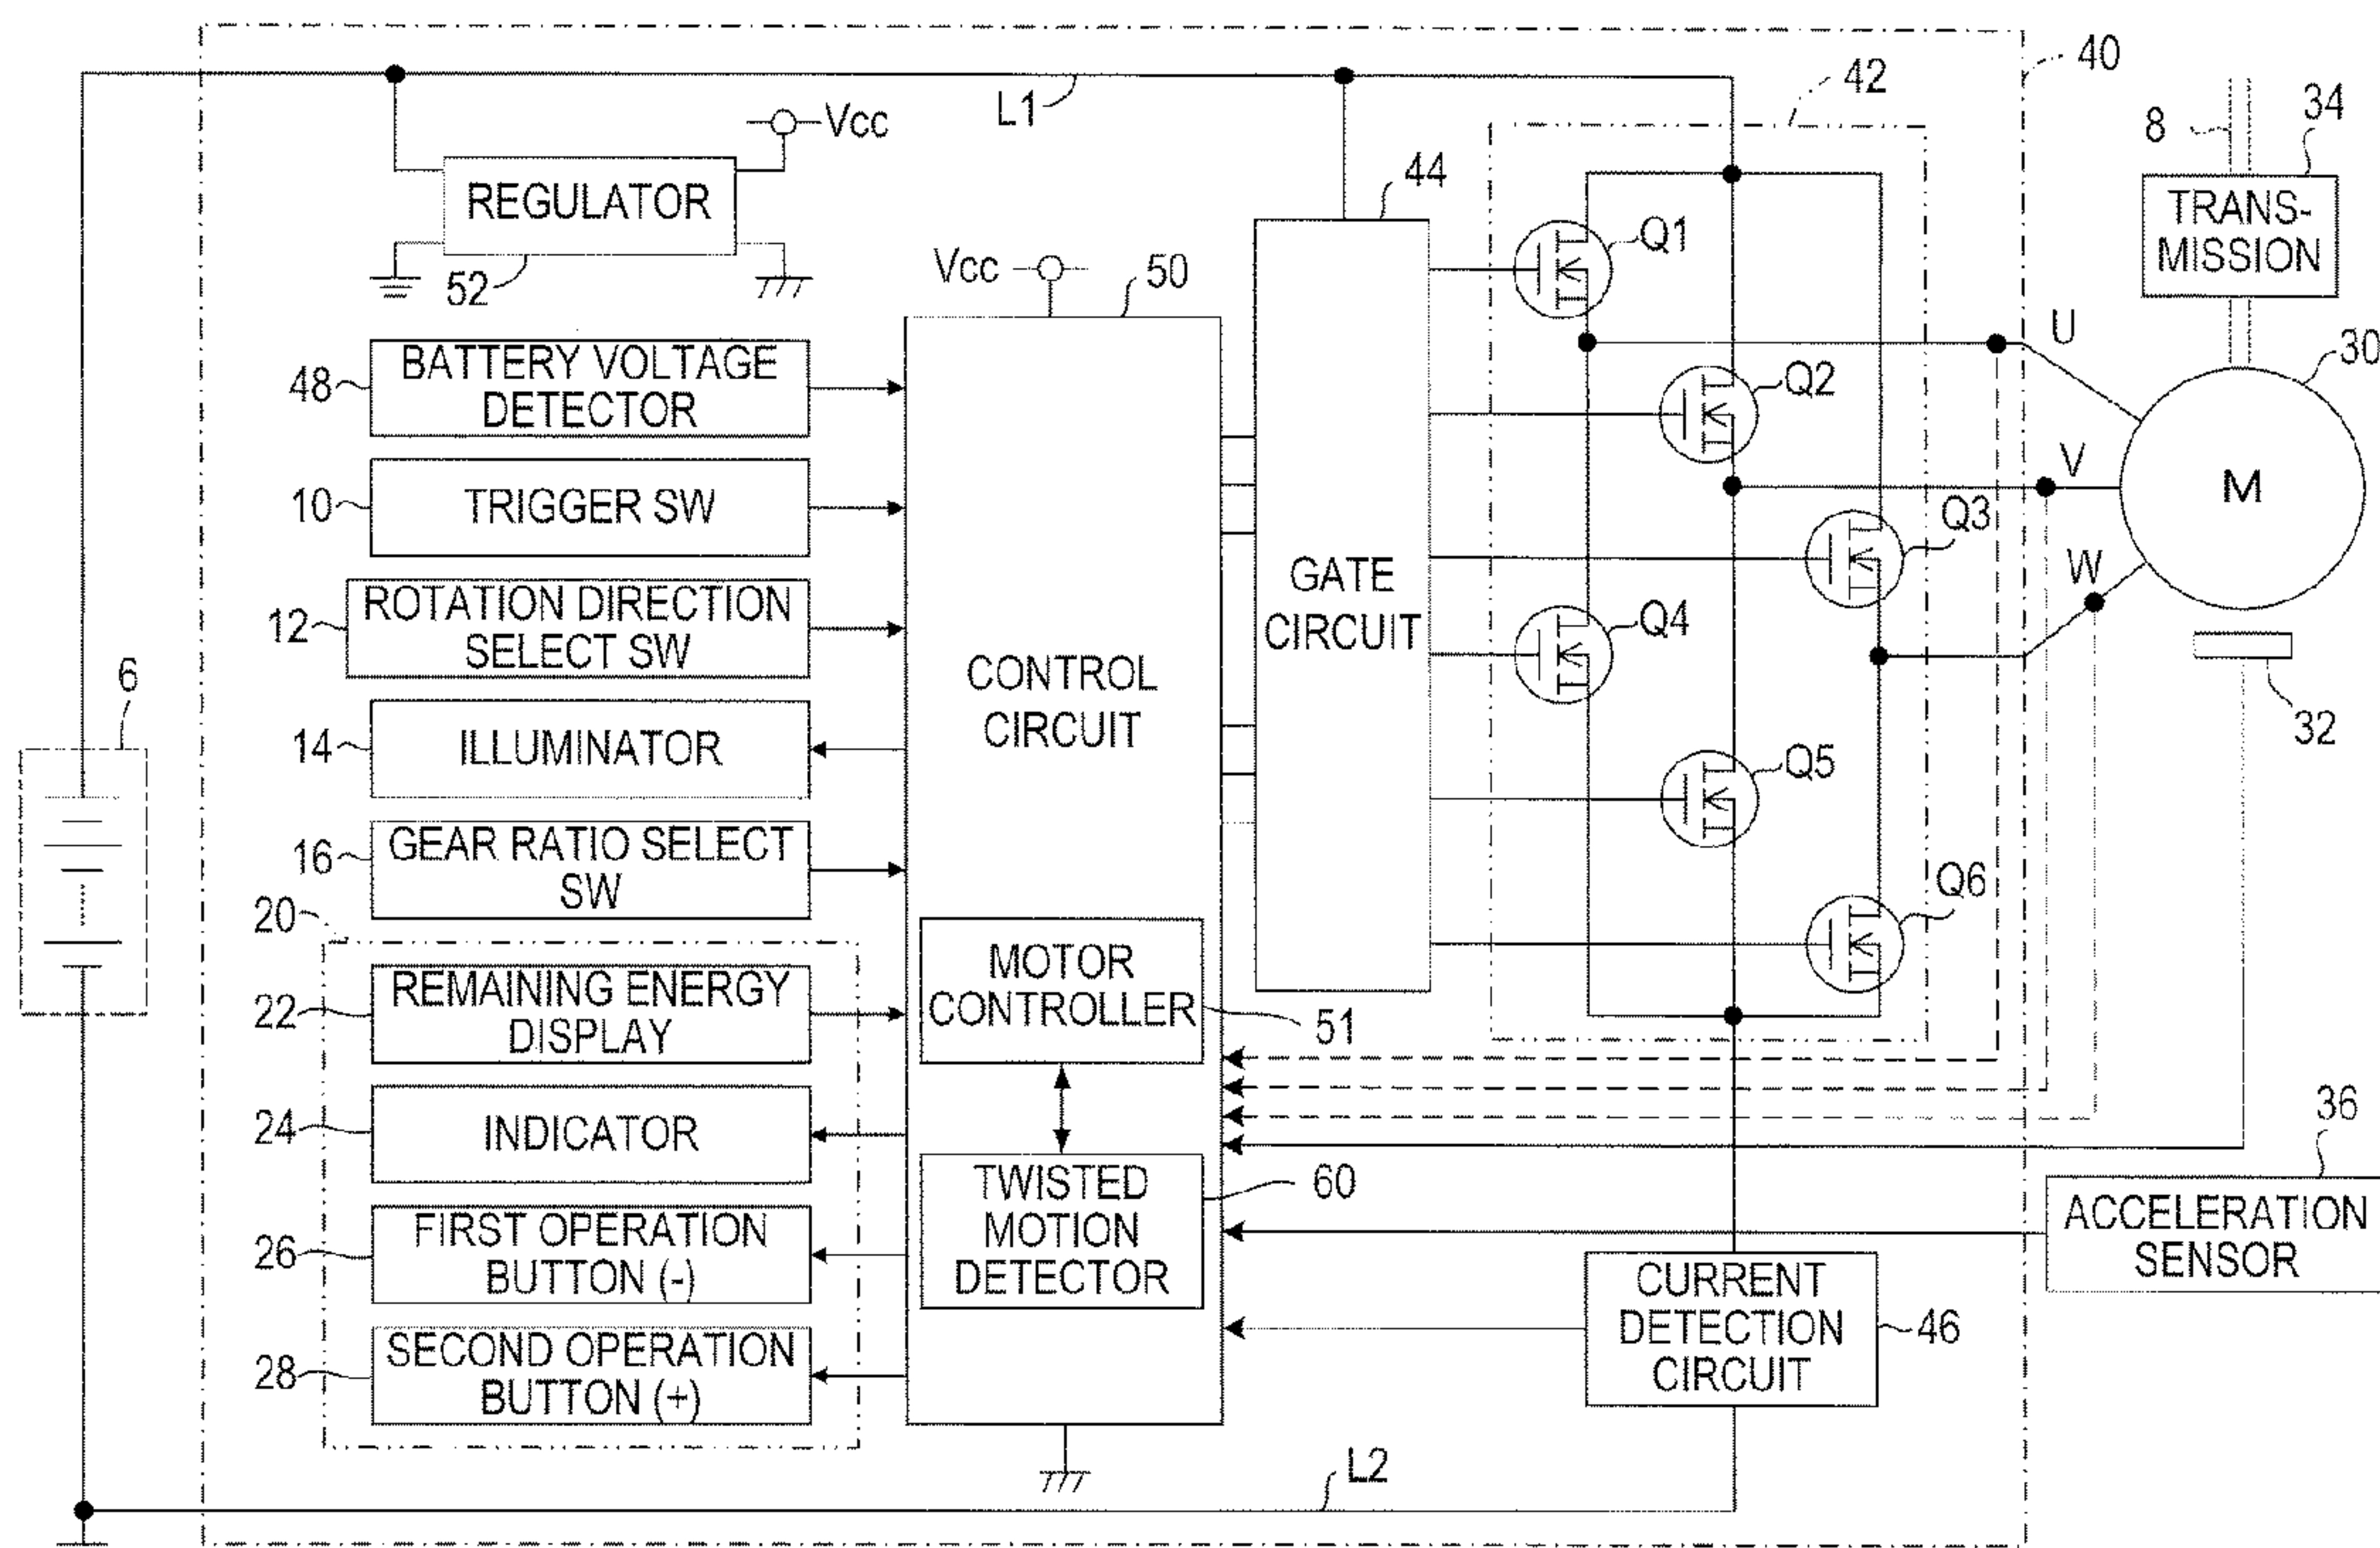 40
42
L1
Vcc
34
8
REGULATOR
52
TRANS-
MISSION
44
Q1
Vcc
50
U
30
BATTERY VOLTAGE
DETECTOR
48
Q2
V
M
TRIGGER SW
10
Q3
W
GATE
CIRCUIT
ROTATION DIRECTION
SELECT SW
12
Q4
CONTROL
CIRCUIT
6
32
ILLUMINATOR
14
Q5
GEAR RATIO SELECT
SW
16
Q6
20
REMAINING ENERGY
DISPLAY
22
MOTOR
CONTROLLER
51
INDICATOR
24
36
TWISTED
MOTION
DETECTOR
60
ACCELERATION
SENSOR
FIRST OPERATION
BUTTON (-)
26
CURRENT
DETECTION
CIRCUIT
46
SECOND OPERATION
BUTTON (+)
28
L2